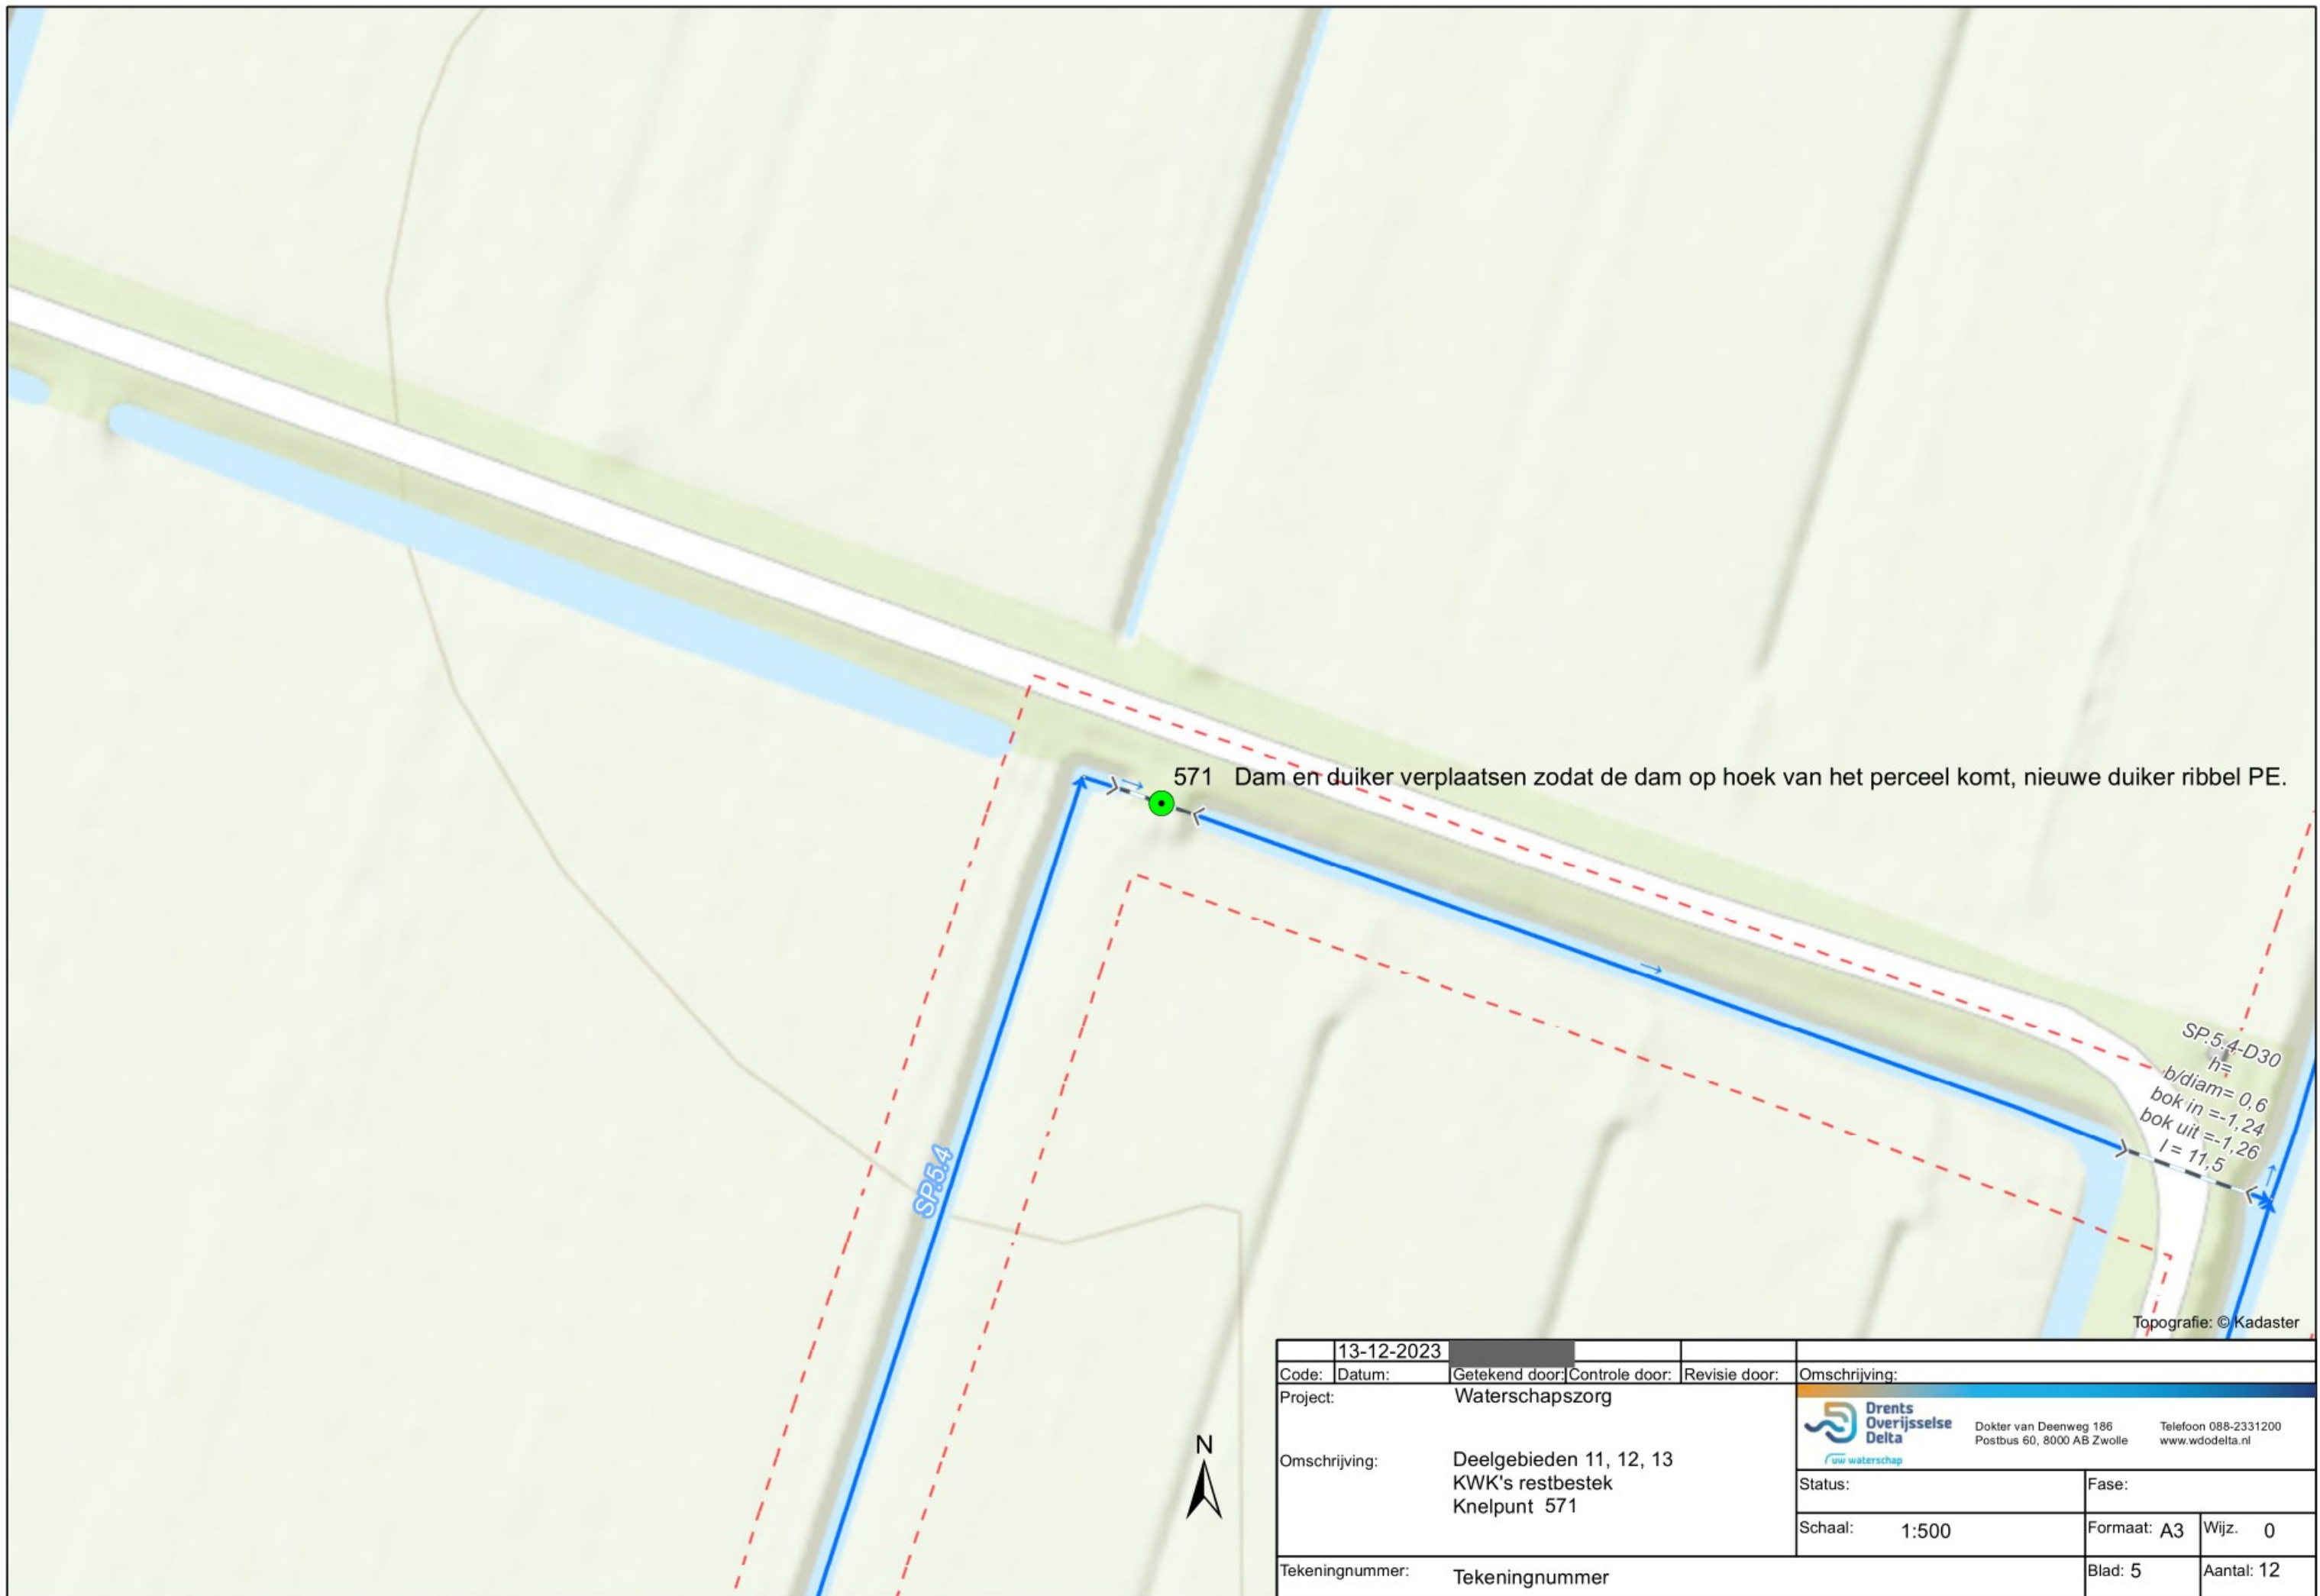 571 Dam en duiker verplaatsen zodat de dam op hoek van het perceel komt, nieuwe duiker ribbel PE.
SP.5.4-D30
h=
b/diam= 0,6
bok in =-1,24
bok uit =-1,26
l = 11,5
SP.5.4
Topografie: © Kadaster
N
13-12-2023
Code: Datum: Getekend door: Controle door: Revisie door: Omschrijving:
Project: Waterschapszorg
Omschrijving: Deelgebieden 11, 12, 13
KWK's restbestek
Knelpunt 571
Drents
Overijsselse
Delta
uw waterschap
Dokter van Deenweg 186
Postbus 60, 8000 AB Zwolle
Telefoon 088-2331200
www.wdodelta.nl
Status: Fase:
Schaal: 1:500 Formaat: A3 Wijz. 0
Tekeningnummer: Tekeningnummer Blad: 5 Aantal: 12